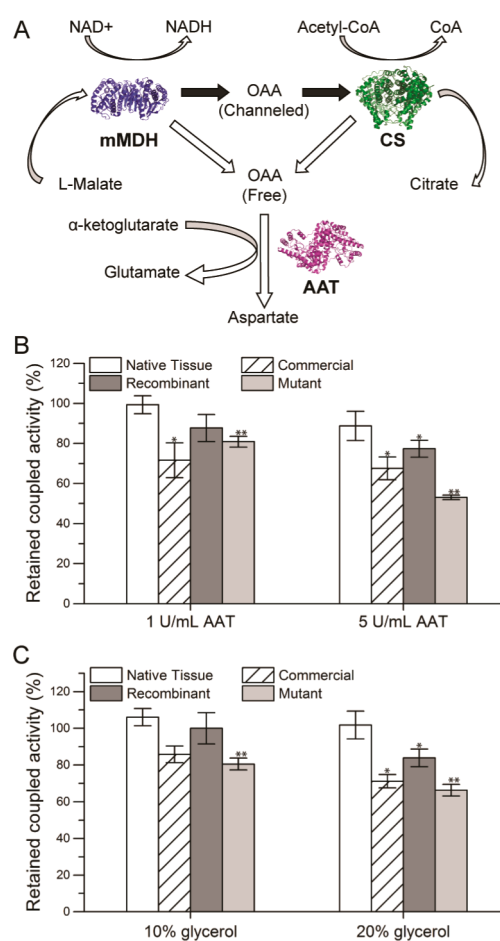 A
NAD+ NADH Acetyl-CoA CoA
OAA
(Channeled)
mMDH CS
L-Malate OAA Citrate
(Free)
α-ketoglutarate
Glutamate AAT
Aspartate
B
Retained coupled activity (%)
120
100
80
60
40
20
0
Native Tissue Commercial
Recombinant Mutant
* ** * * **
1 U/mL AAT 5 U/mL AAT
C
Retained coupled activity (%)
120
100
80
60
40
20
0
Native Tissue Commercial
Recombinant Mutant
** * * **
10% glycerol 20% glycerol